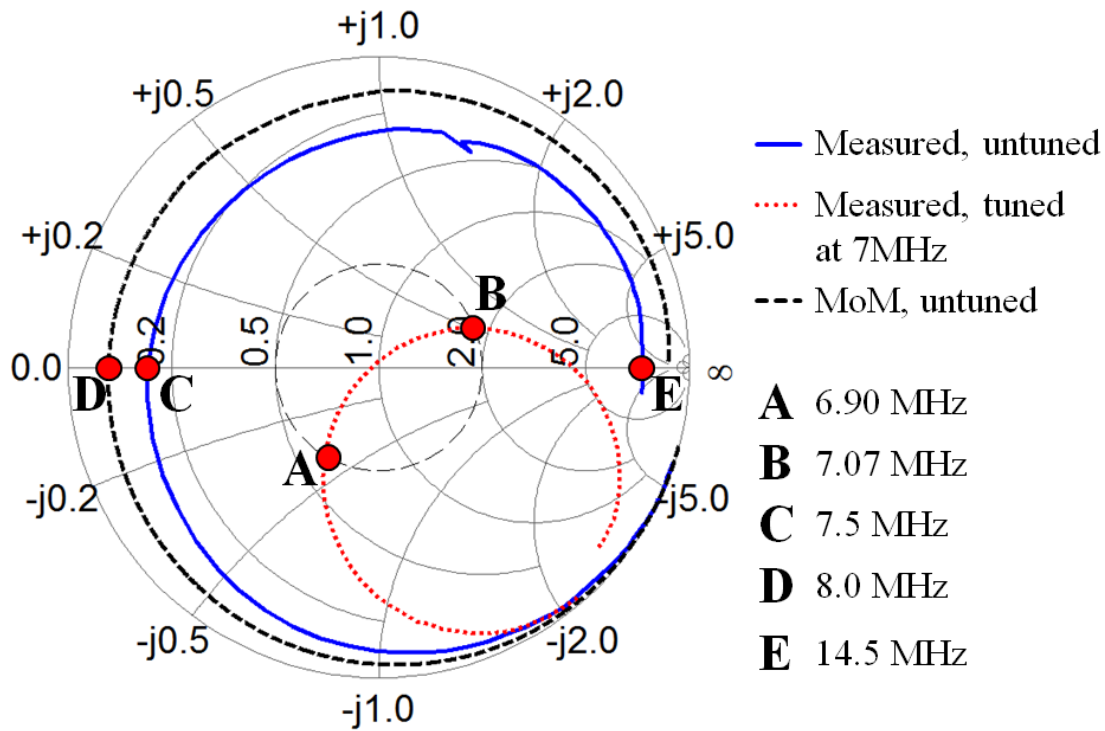 +j1.0
+j0.5
+j2.0
+j0.2
+j5.0
0.0
0.2
0.5
1.0
2.0
5.0
∞
-j0.2
-j5.0
-j0.5
-j2.0
-j1.0
A
B
C
D
E
Measured, untuned
Measured, tuned
at 7MHz
MoM, untuned
A 6.90 MHz
B 7.07 MHz
C 7.5 MHz
D 8.0 MHz
E 14.5 MHz